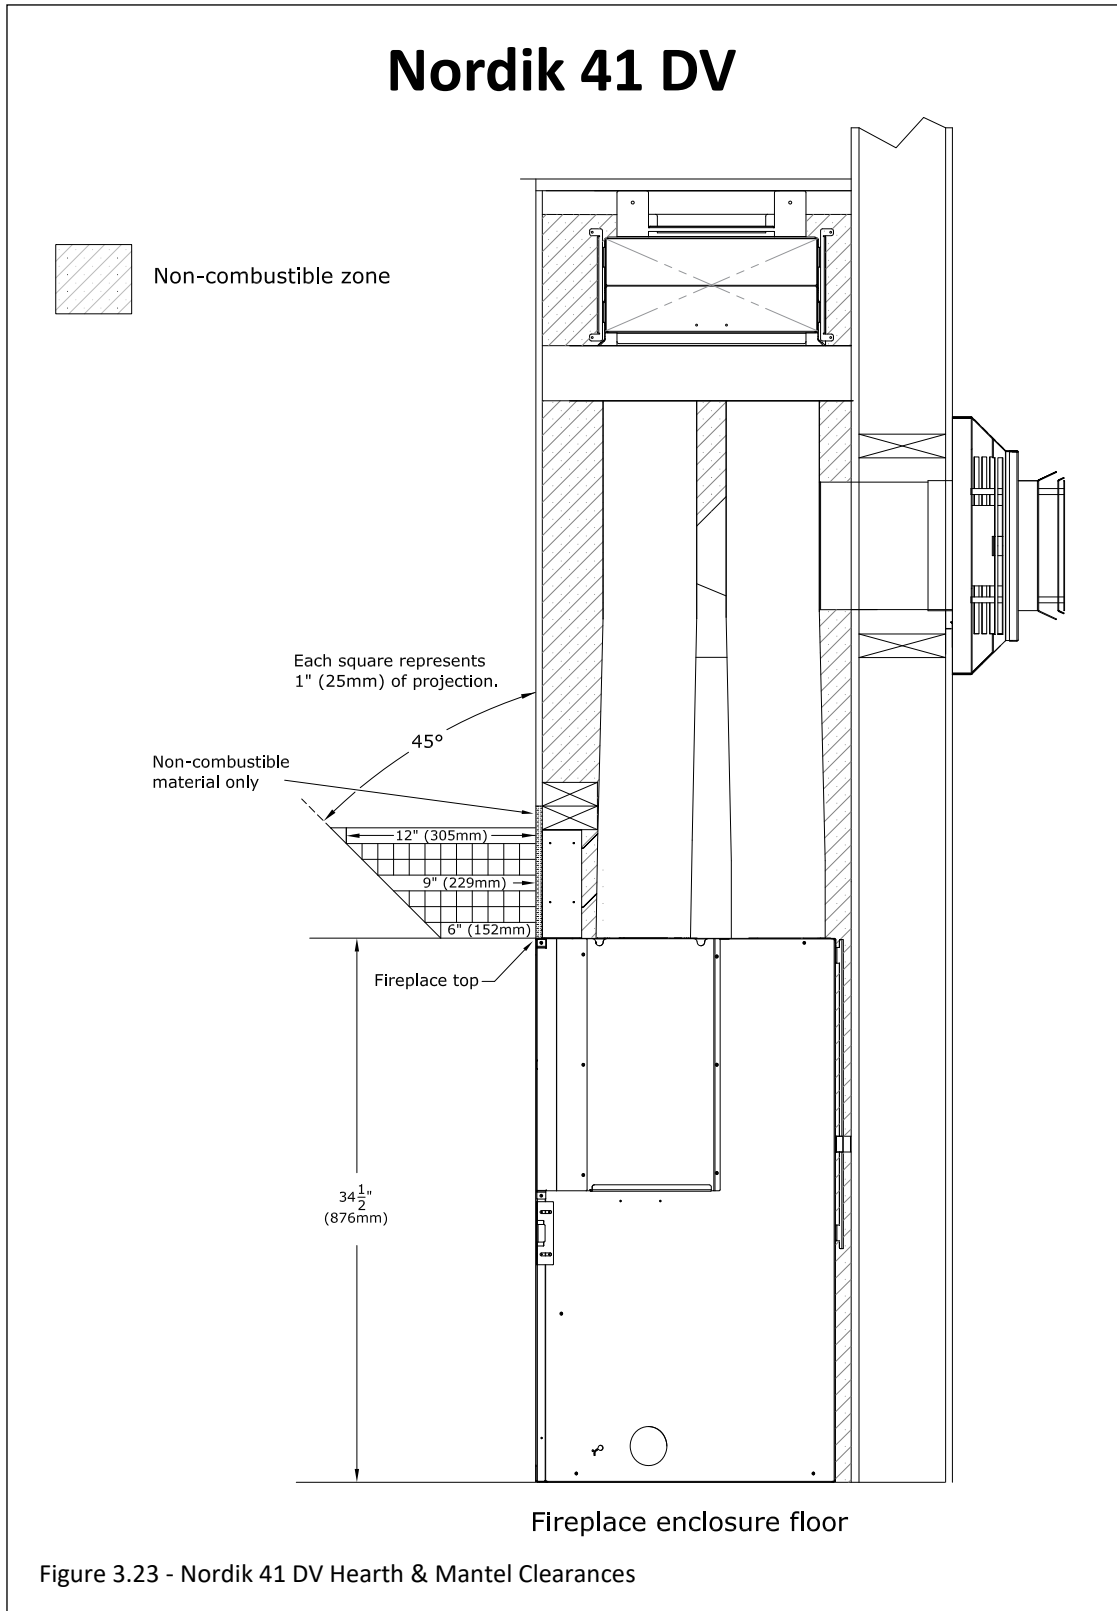 Nordik 41 DV
Non-combustible zone
Each square represents
1" (25mm) of projection.
45°
Non-combustible
material only
12" (305mm)
9" (229mm)
6" (152mm)
Fireplace top
34 1/2"
(876mm)
Fireplace enclosure floor
Figure 3.23 - Nordik 41 DV Hearth & Mantel Clearances